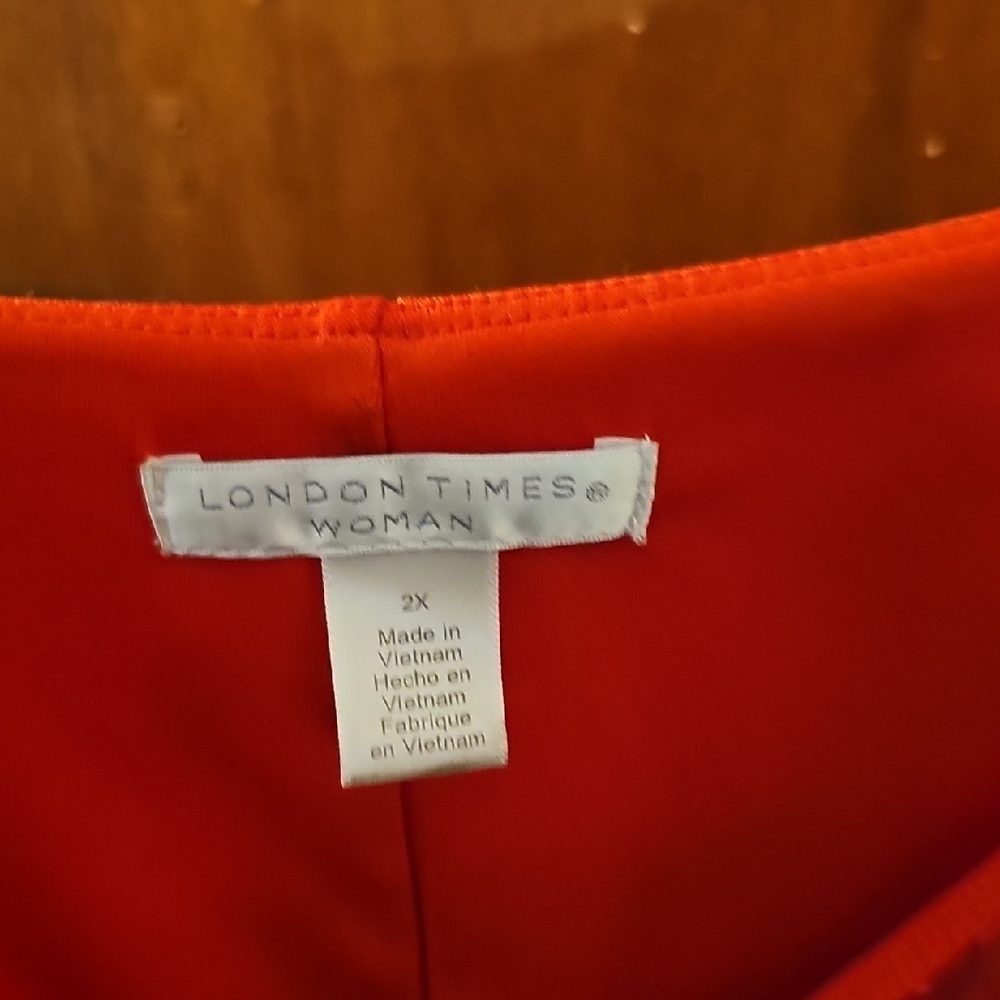 LONDON TIMES®
WOMAN
2X
Made in
Vietnam
Hecho en
Vietnam
Fabrique
en Vietnam